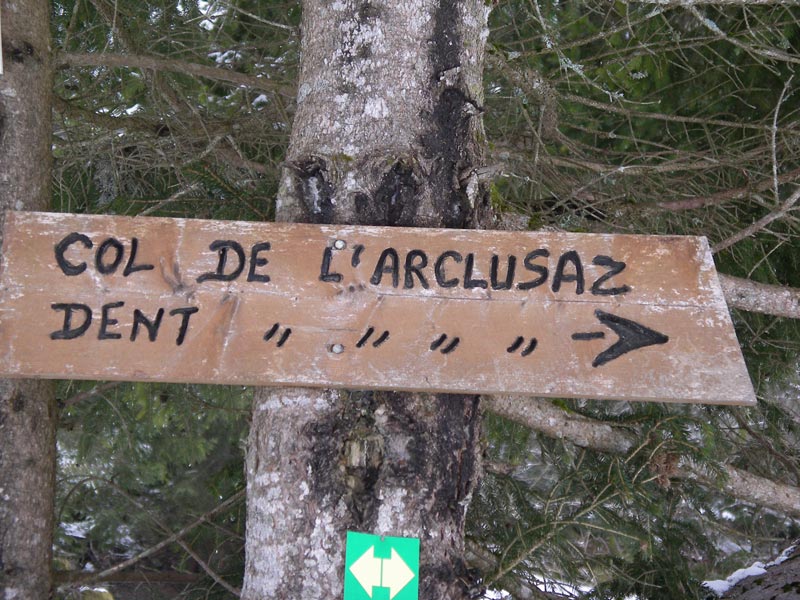 COL DE L'ARCLUSAZ
DENT " " " "